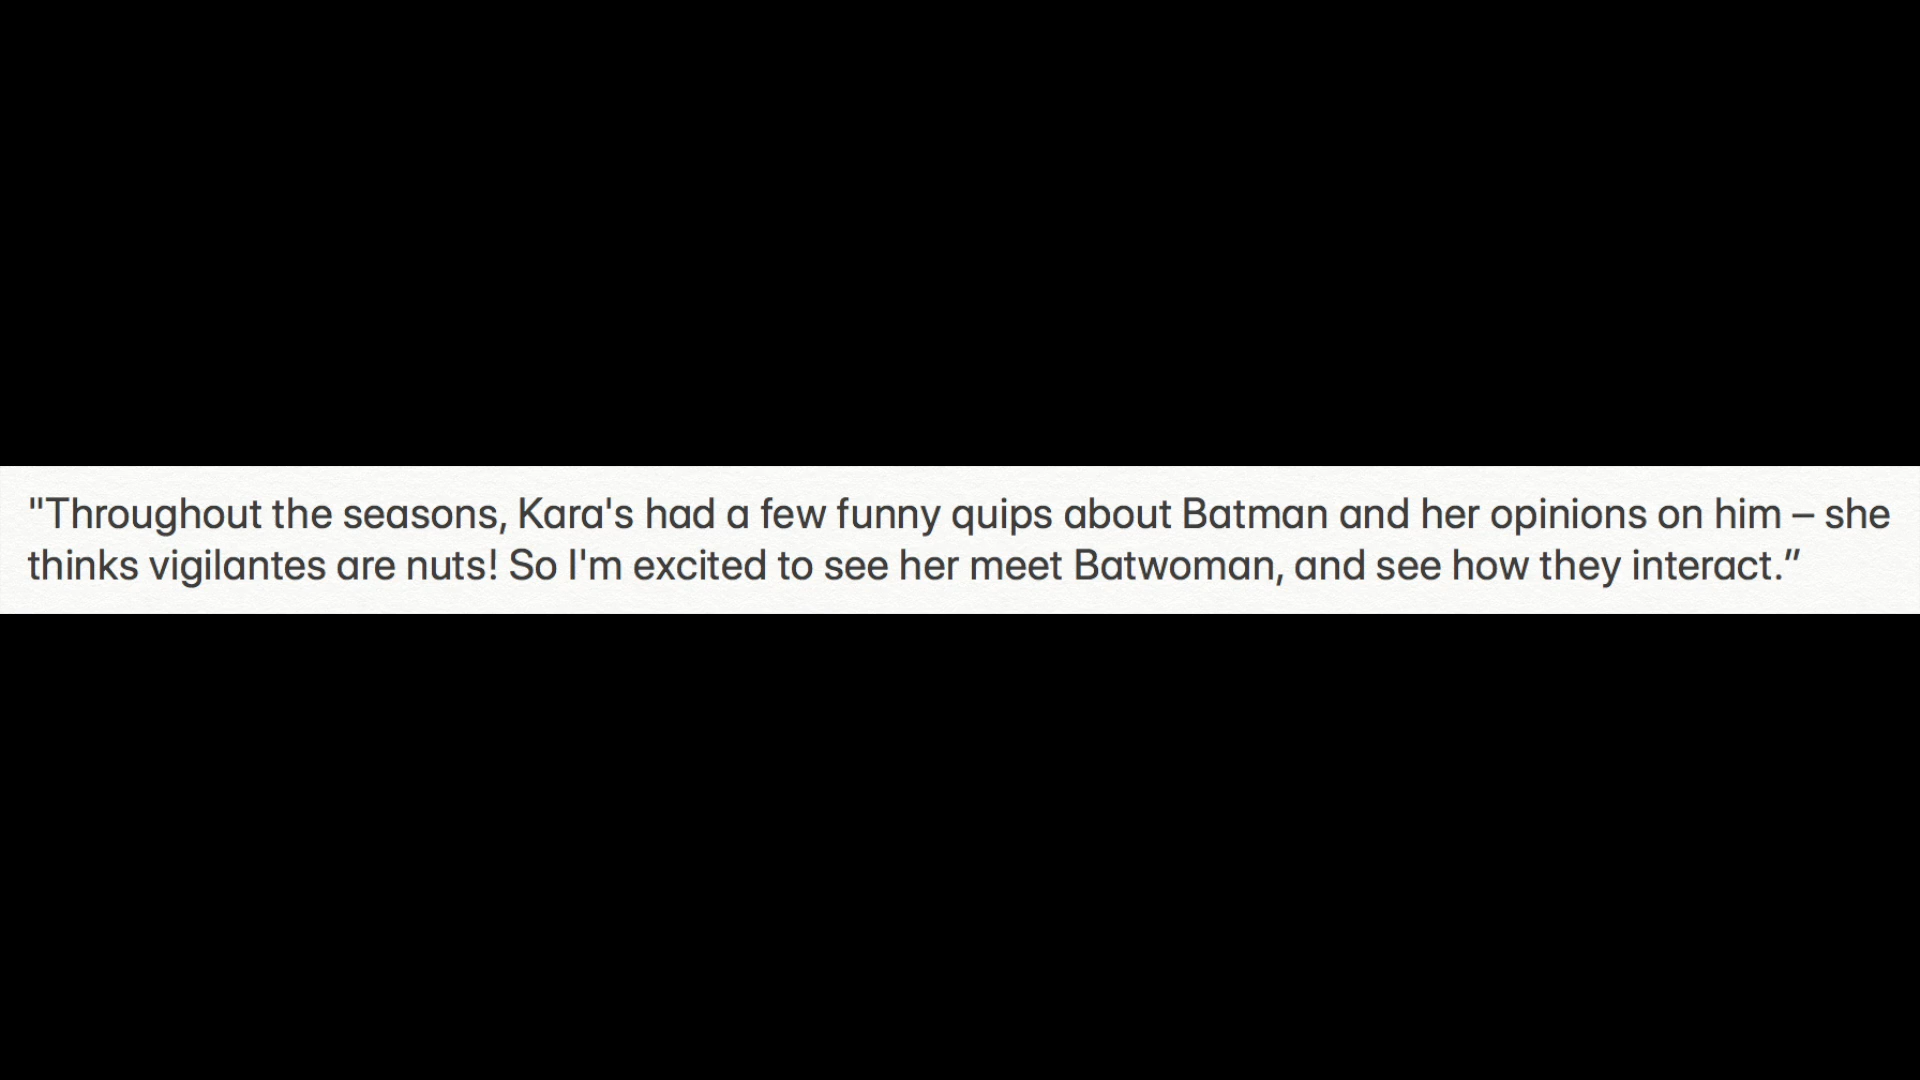 "Throughout the seasons, Kara's had a few funny quips about Batman and her opinions on him – she
thinks vigilantes are nuts! So I'm excited to see her meet Batwoman, and see how they interact.”